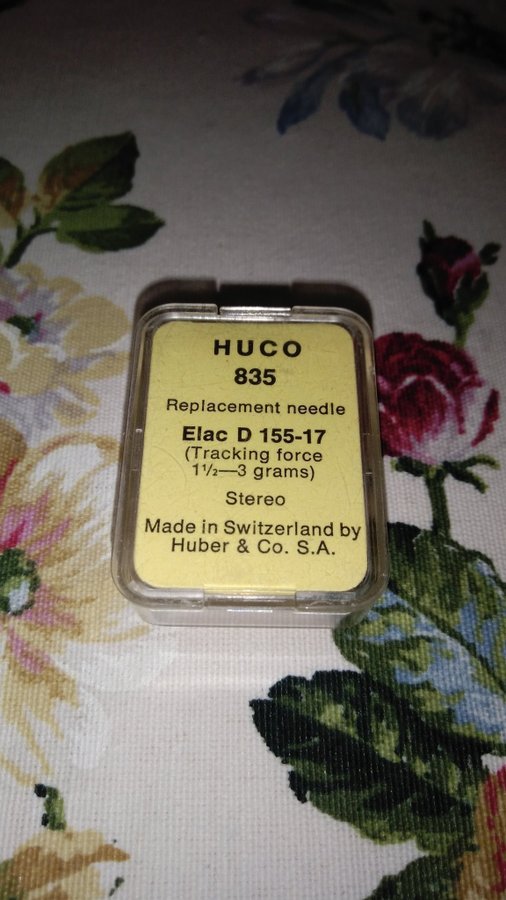 HUCO
835
Replacement needle
Elac D 155-17
(Tracking force
1½—3 grams)
Stereo
Made in Switzerland by
Huber & Co. S.A.